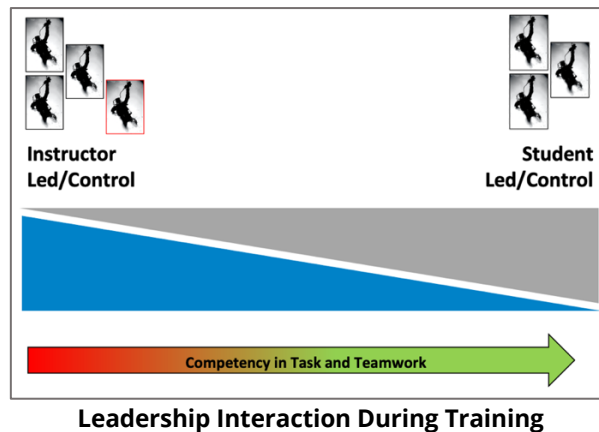 Instructor
Led/Control
Student
Led/Control
Competency in Task and Teamwork
Leadership Interaction During Training